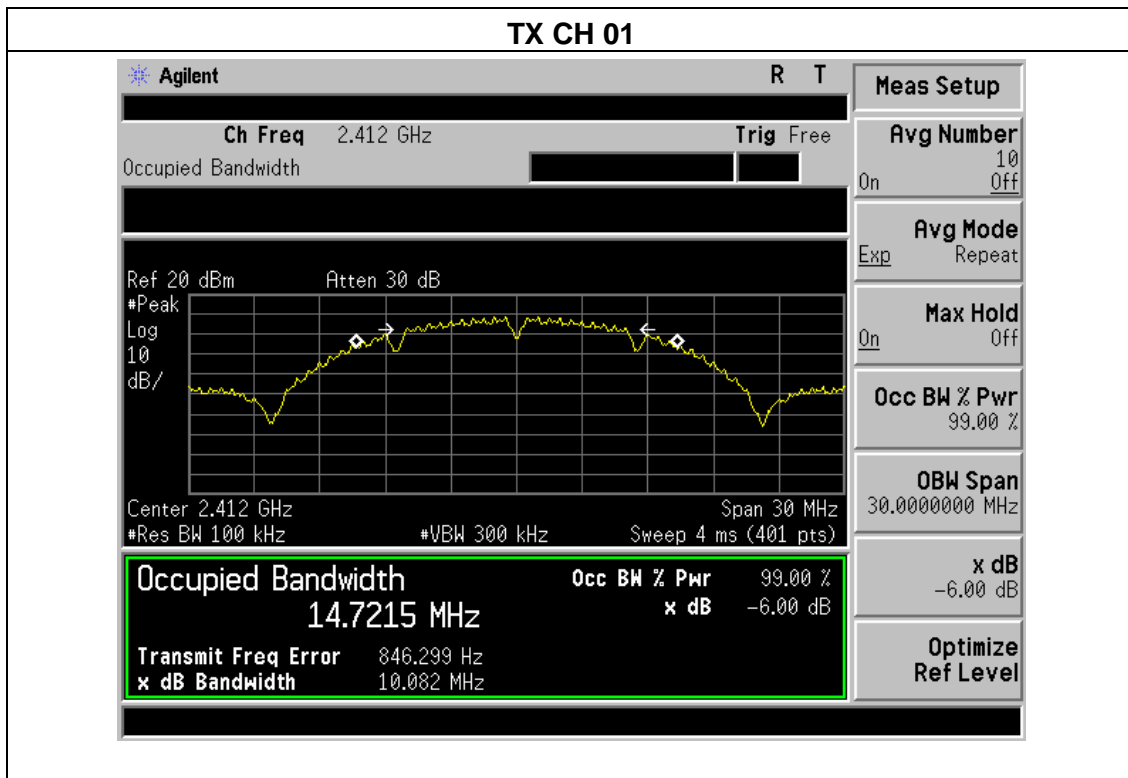 TX CH 01
Agilent R T
Ch Freq 2.412 GHz Trig Free
Occupied Bandwidth
Ref 20 dBm Atten 30 dB
#Peak
Log
10
dB/
Center 2.412 GHz Span 30 MHz
#Res BW 100 kHz #VBW 300 kHz Sweep 4 ms (401 pts)
Occupied Bandwidth Occ BW % Pwr 99.00 %
14.7215 MHz x dB -6.00 dB
Transmit Freq Error 846.299 Hz
x dB Bandwidth 10.082 MHz
Meas Setup
Avg Number
10
On Off
Avg Mode
Exp Repeat
Max Hold
On Off
Occ BW % Pwr
99.00 %
OBW Span
30.0000000 MHz
x dB
-6.00 dB
Optimize
Ref Level